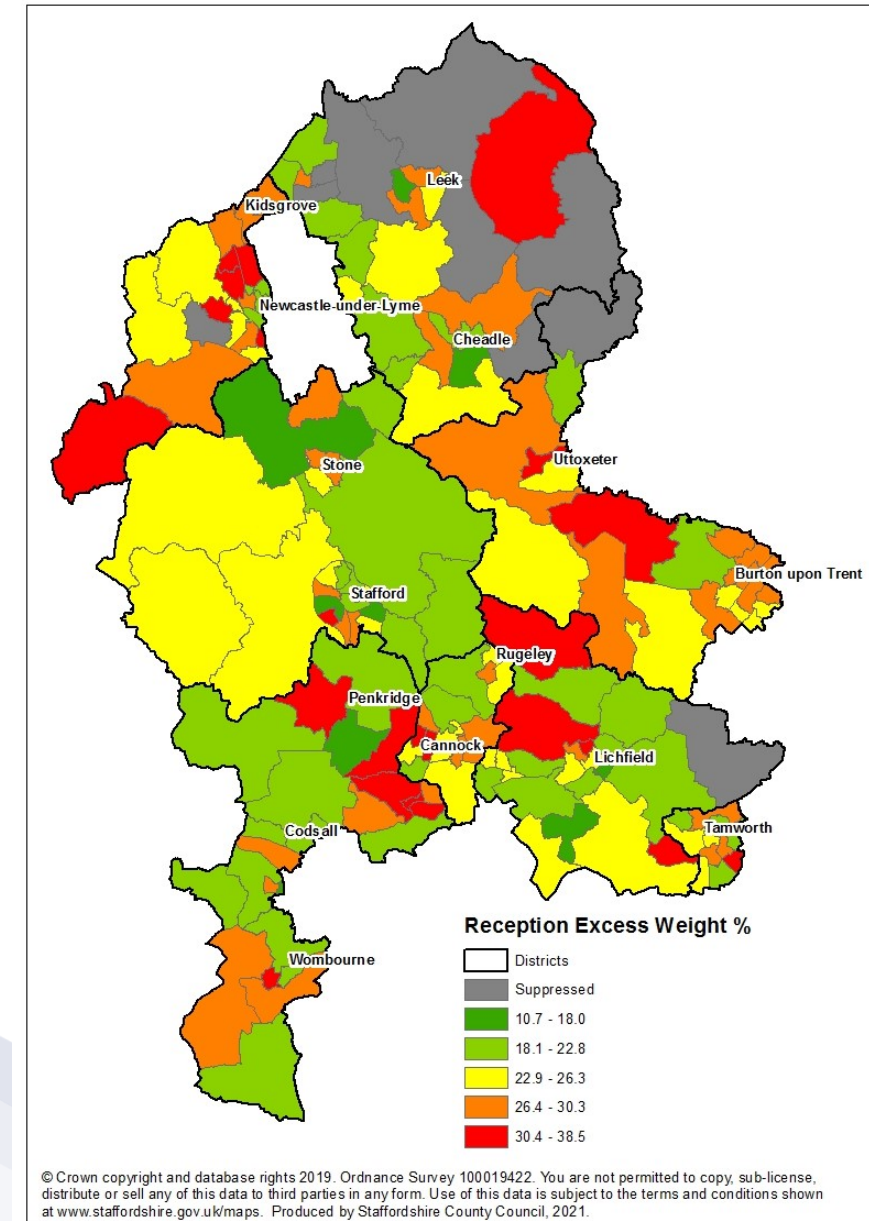 Leek
Kidsgrove
Newcastle-under-Lyme
Cheadle
Stone
Uttoxeter
Burton upon Trent
Stafford
Rugeley
Penkridge
Cannock
Lichfield
Codsall
Tamworth
Wombourne
Reception Excess Weight %
Districts
Suppressed
10.7 - 18.0
18.1 - 22.8
22.9 - 26.3
26.4 - 30.3
30.4 - 38.5
© Crown copyright and database rights 2019. Ordnance Survey 100019422. You are not permitted to copy, sub-license,
distribute or sell any of this data to third parties in any form. Use of this data is subject to the terms and conditions shown
at www.staffordshire.gov.uk/maps. Produced by Staffordshire County Council, 2021.